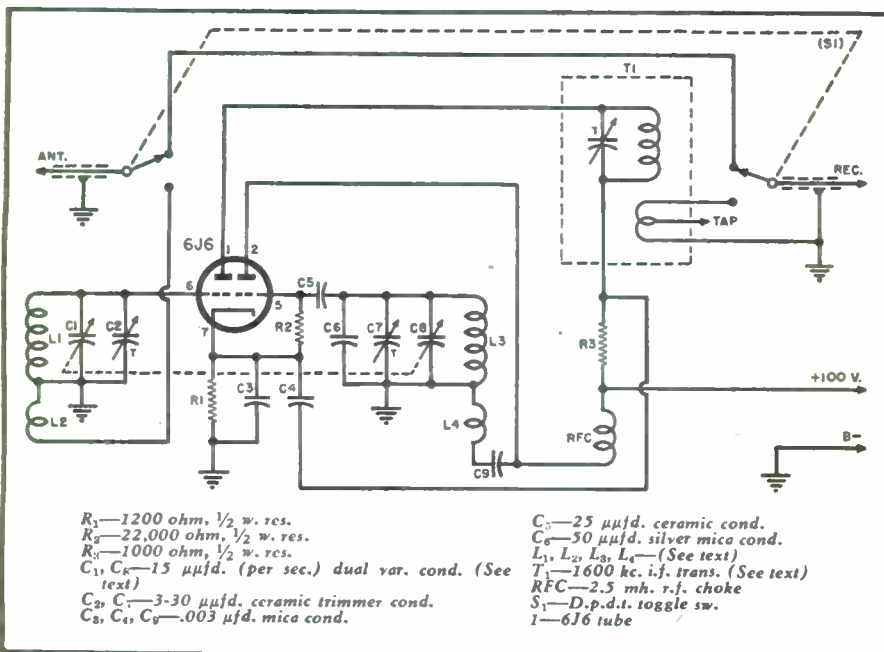 (S1)
T1
T
ANT.
REC.
TAP
6J6
1
2
6
5
7
C5
L1
C1
C2
T
R2
C6
C7
T
C8
L3
R3
+100 V.
L2
R1
C3
C4
L4
RFC
C9
B-
R₁—1200 ohm, ½ w. res.
R₂—22,000 ohm, ½ w. res.
R₃—1000 ohm, ½ w. res.
C₁, C₈—15 μμfd. (per sec.) dual var. cond. (See
text)
C₂, C₇—3-30 μμfd. ceramic trimmer cond.
C₃, C₄, C₉—.003 μfd. mica cond.
C₅—25 μμfd. ceramic cond.
C₆—50 μμfd. silver mica cond.
L₁, L₂, L₃, L₄—(See text)
T₁—1600 kc. i.f. trans. (See text)
RFC—2.5 mh. r.f. choke
S₁—D.p.d.t. toggle sw.
1—6J6 tube